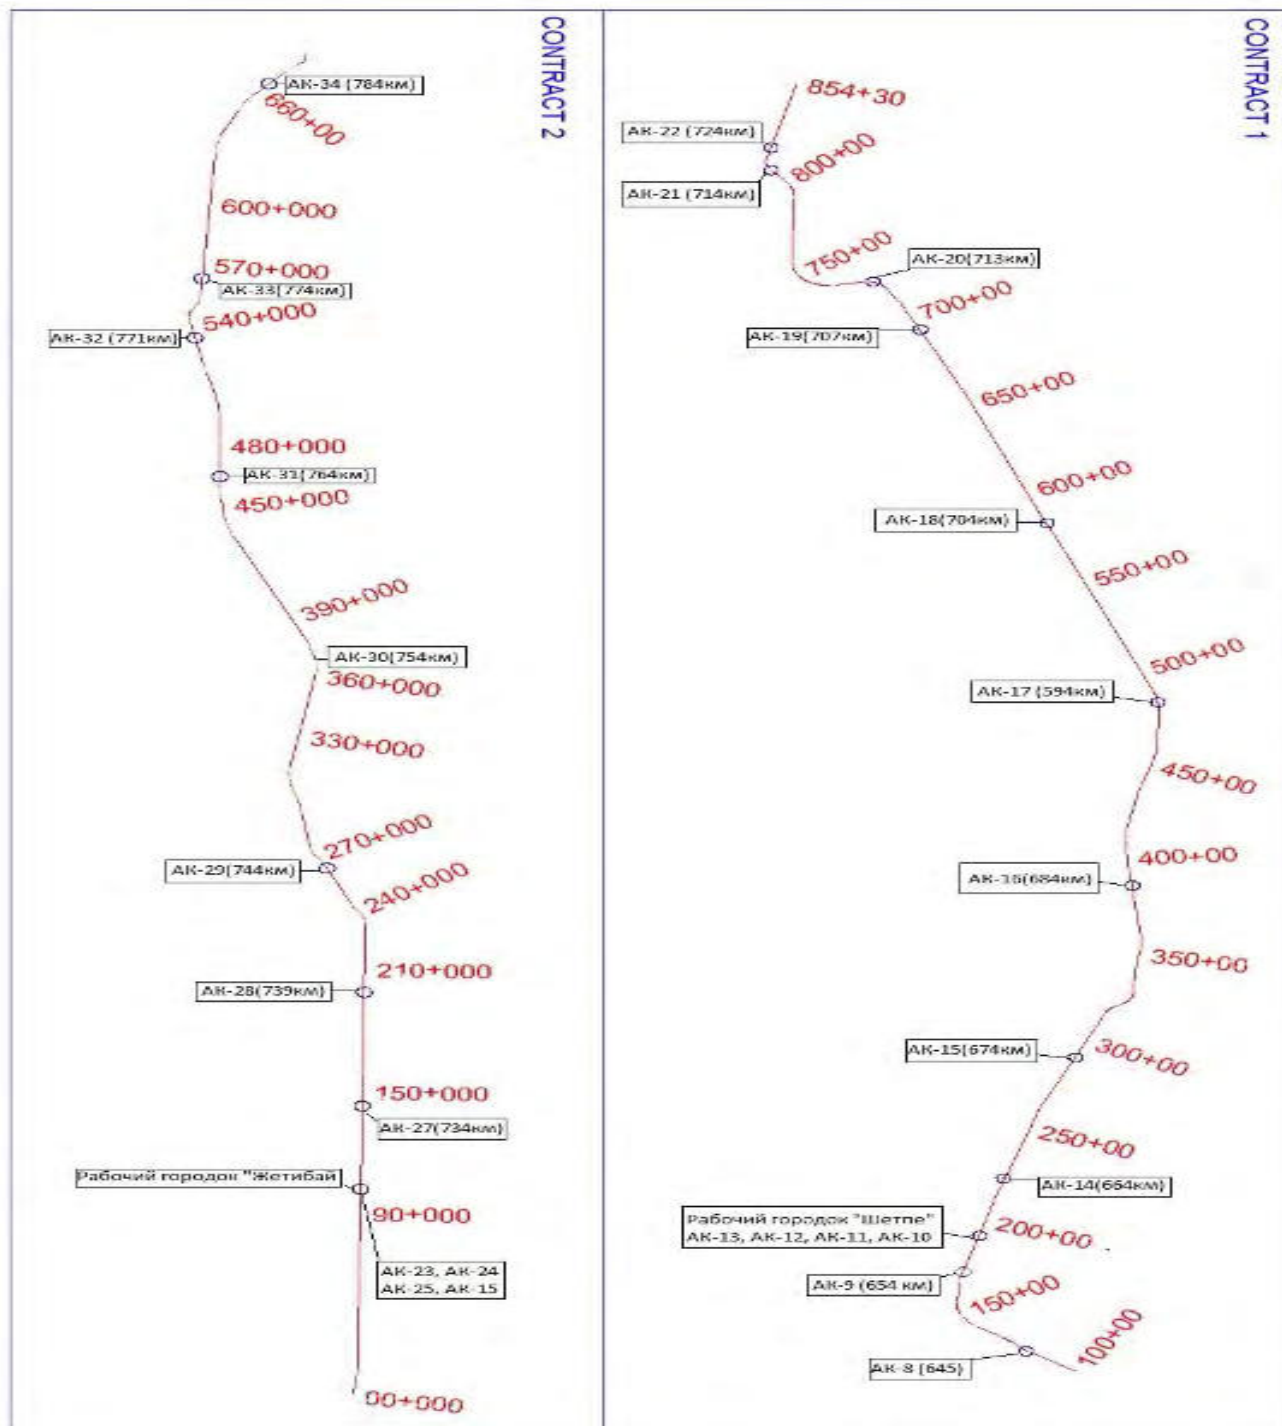 CONTRACT 2
АК-34 (784км)
660+00
600+000
570+000
АК-33(774км)
540+000
АК-32 (771км)
480+000
АК-31(764км)
450+000
390+000
АК-30(754км)
360+000
330+000
270+000
АК-29(744км)
240+000
210+000
АК-28(739км)
150+000
АК-27(734км)
Рабочий городок "Жетибай
90+000
АК-23, АК-24
АК-25, АК-15
00+000
CONTRACT 1
854+30
АК-22 (724км)
800+00
АК-21 (714км)
750+00
АК-20(713км)
700+00
АК-19(707км)
650+00
600+00
АК-18(704км)
550+00
500+00
АК-17 (594км)
450+00
400+00
АК-16(684км)
350+00
АК-15(674км)
300+00
250+00
АК-14(664км)
Рабочий городок "Шетпе"
АК-13, АК-12, АК-11, АК-10
200+00
АК-9 (654 км)
150+00
100+00
АК-8 (645)